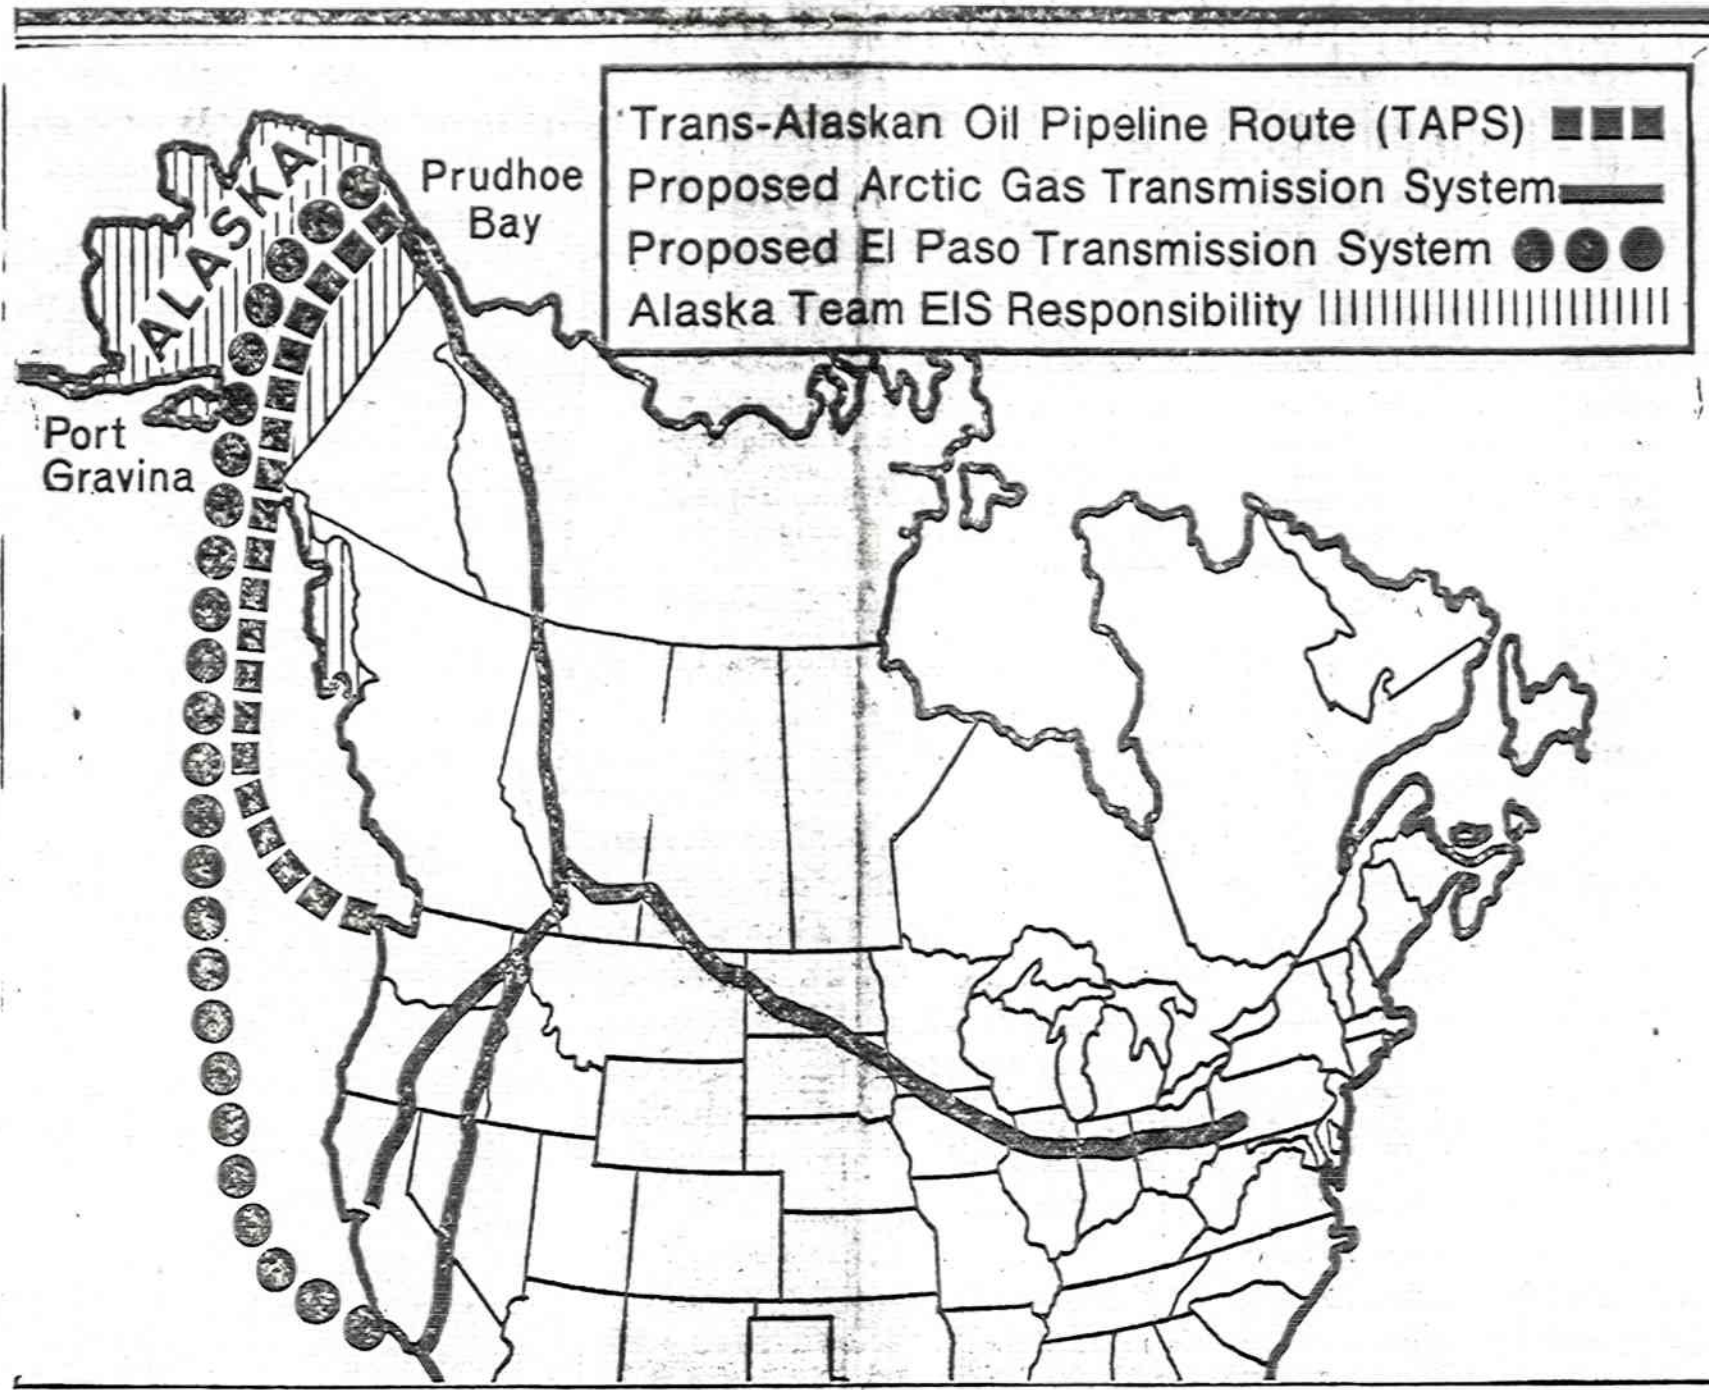 Trans-Alaskan Oil Pipeline Route (TAPS)
Proposed Arctic Gas Transmission System
Proposed El Paso Transmission System
Alaska Team EIS Responsibility
ALASKA
Prudhoe
Bay
Port
Gravina